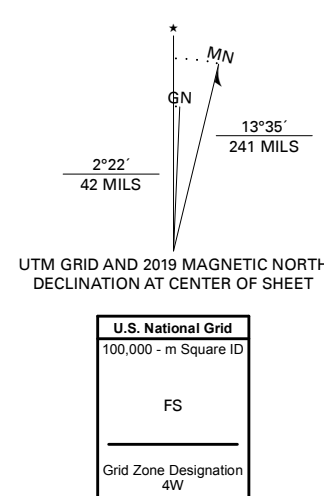 ★
MN
GN
13°35´
241 MILS
2°22´
42 MILS
UTM GRID AND 2019 MAGNETIC NORTH
DECLINATION AT CENTER OF SHEET
U.S. National Grid
100,000 - m Square ID
FS
Grid Zone Designation
4W